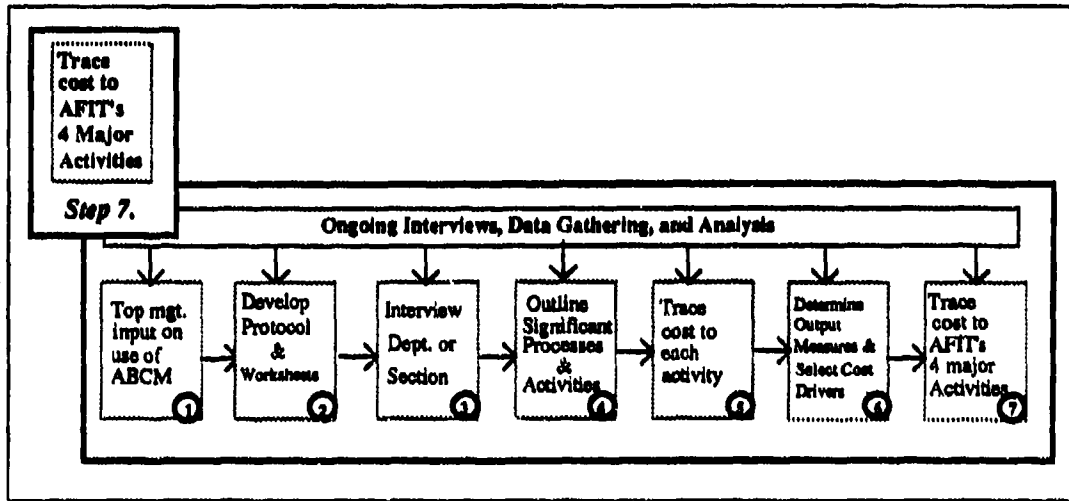 Trace
cost to
AFIT's
4 Major
Activities
Step 7.
Ongoing Interviews, Data Gathering, and Analysis
Top mgt.
input on
use of
ABCM
1
Develop
Protocol
&
Worksheets
2
Interview
Dept. or
Section
3
Outline
Significant
Processes
&
Activities
4
Trace
cost to
each
activity
5
Determine
Output
Measures &
Select Cost
Drivers
6
Trace
cost to
AFIT's
4 major
Activities
7